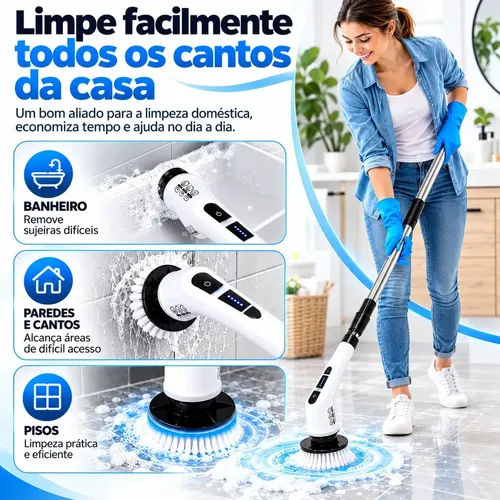 Limpe facilmente
todos os cantos
da casa
Um bom aliado para a limpeza doméstica,
economiza tempo e ajuda no dia a dia.
BANHEIRO
Remove
sujeiras difíceis
PAREDES
E CANTOS
Alcança áreas
de difícil acesso
PISOS
Limpeza prática
e eficiente